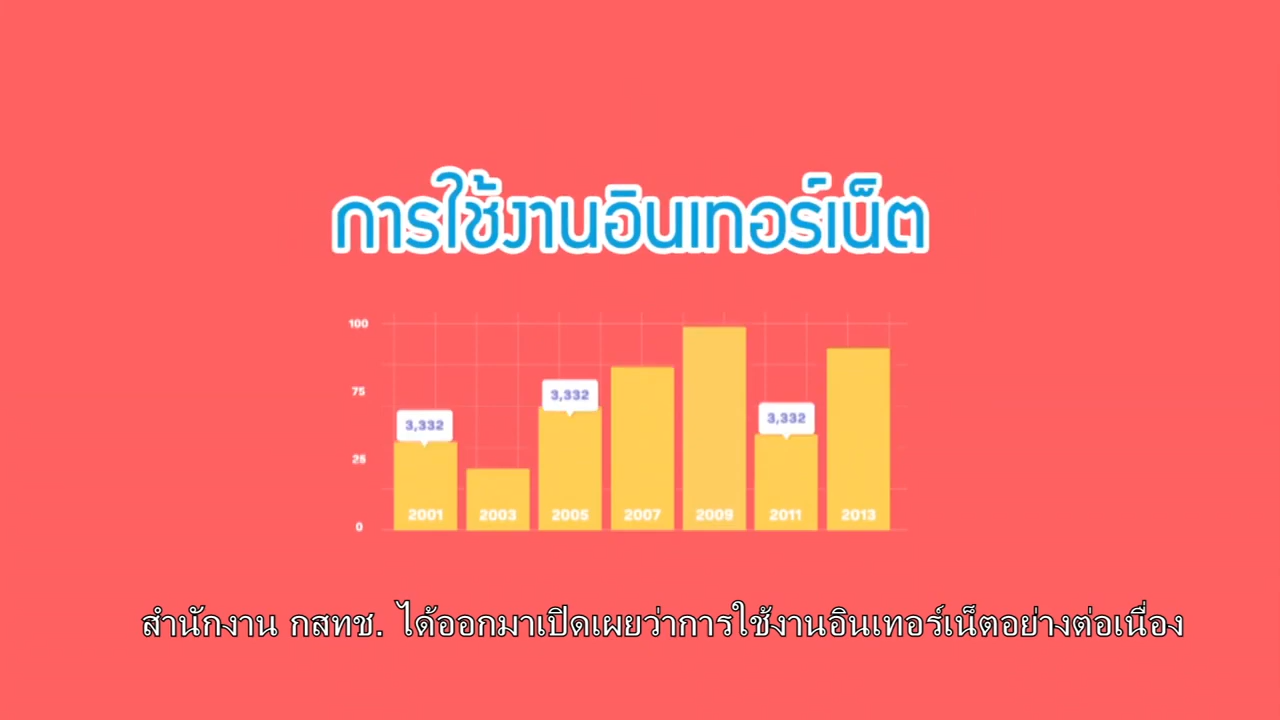 การใช้งานอินเทอร์เน็ต
100
75
25
0
3,332
3,332
3,332
2001 2003 2005 2007 2009 2011 2013
สำนักงาน กสทช. ได้ออกมาเปิดเผยว่าการใช้งานอินเทอร์เน็ตอย่างต่อเนื่อง